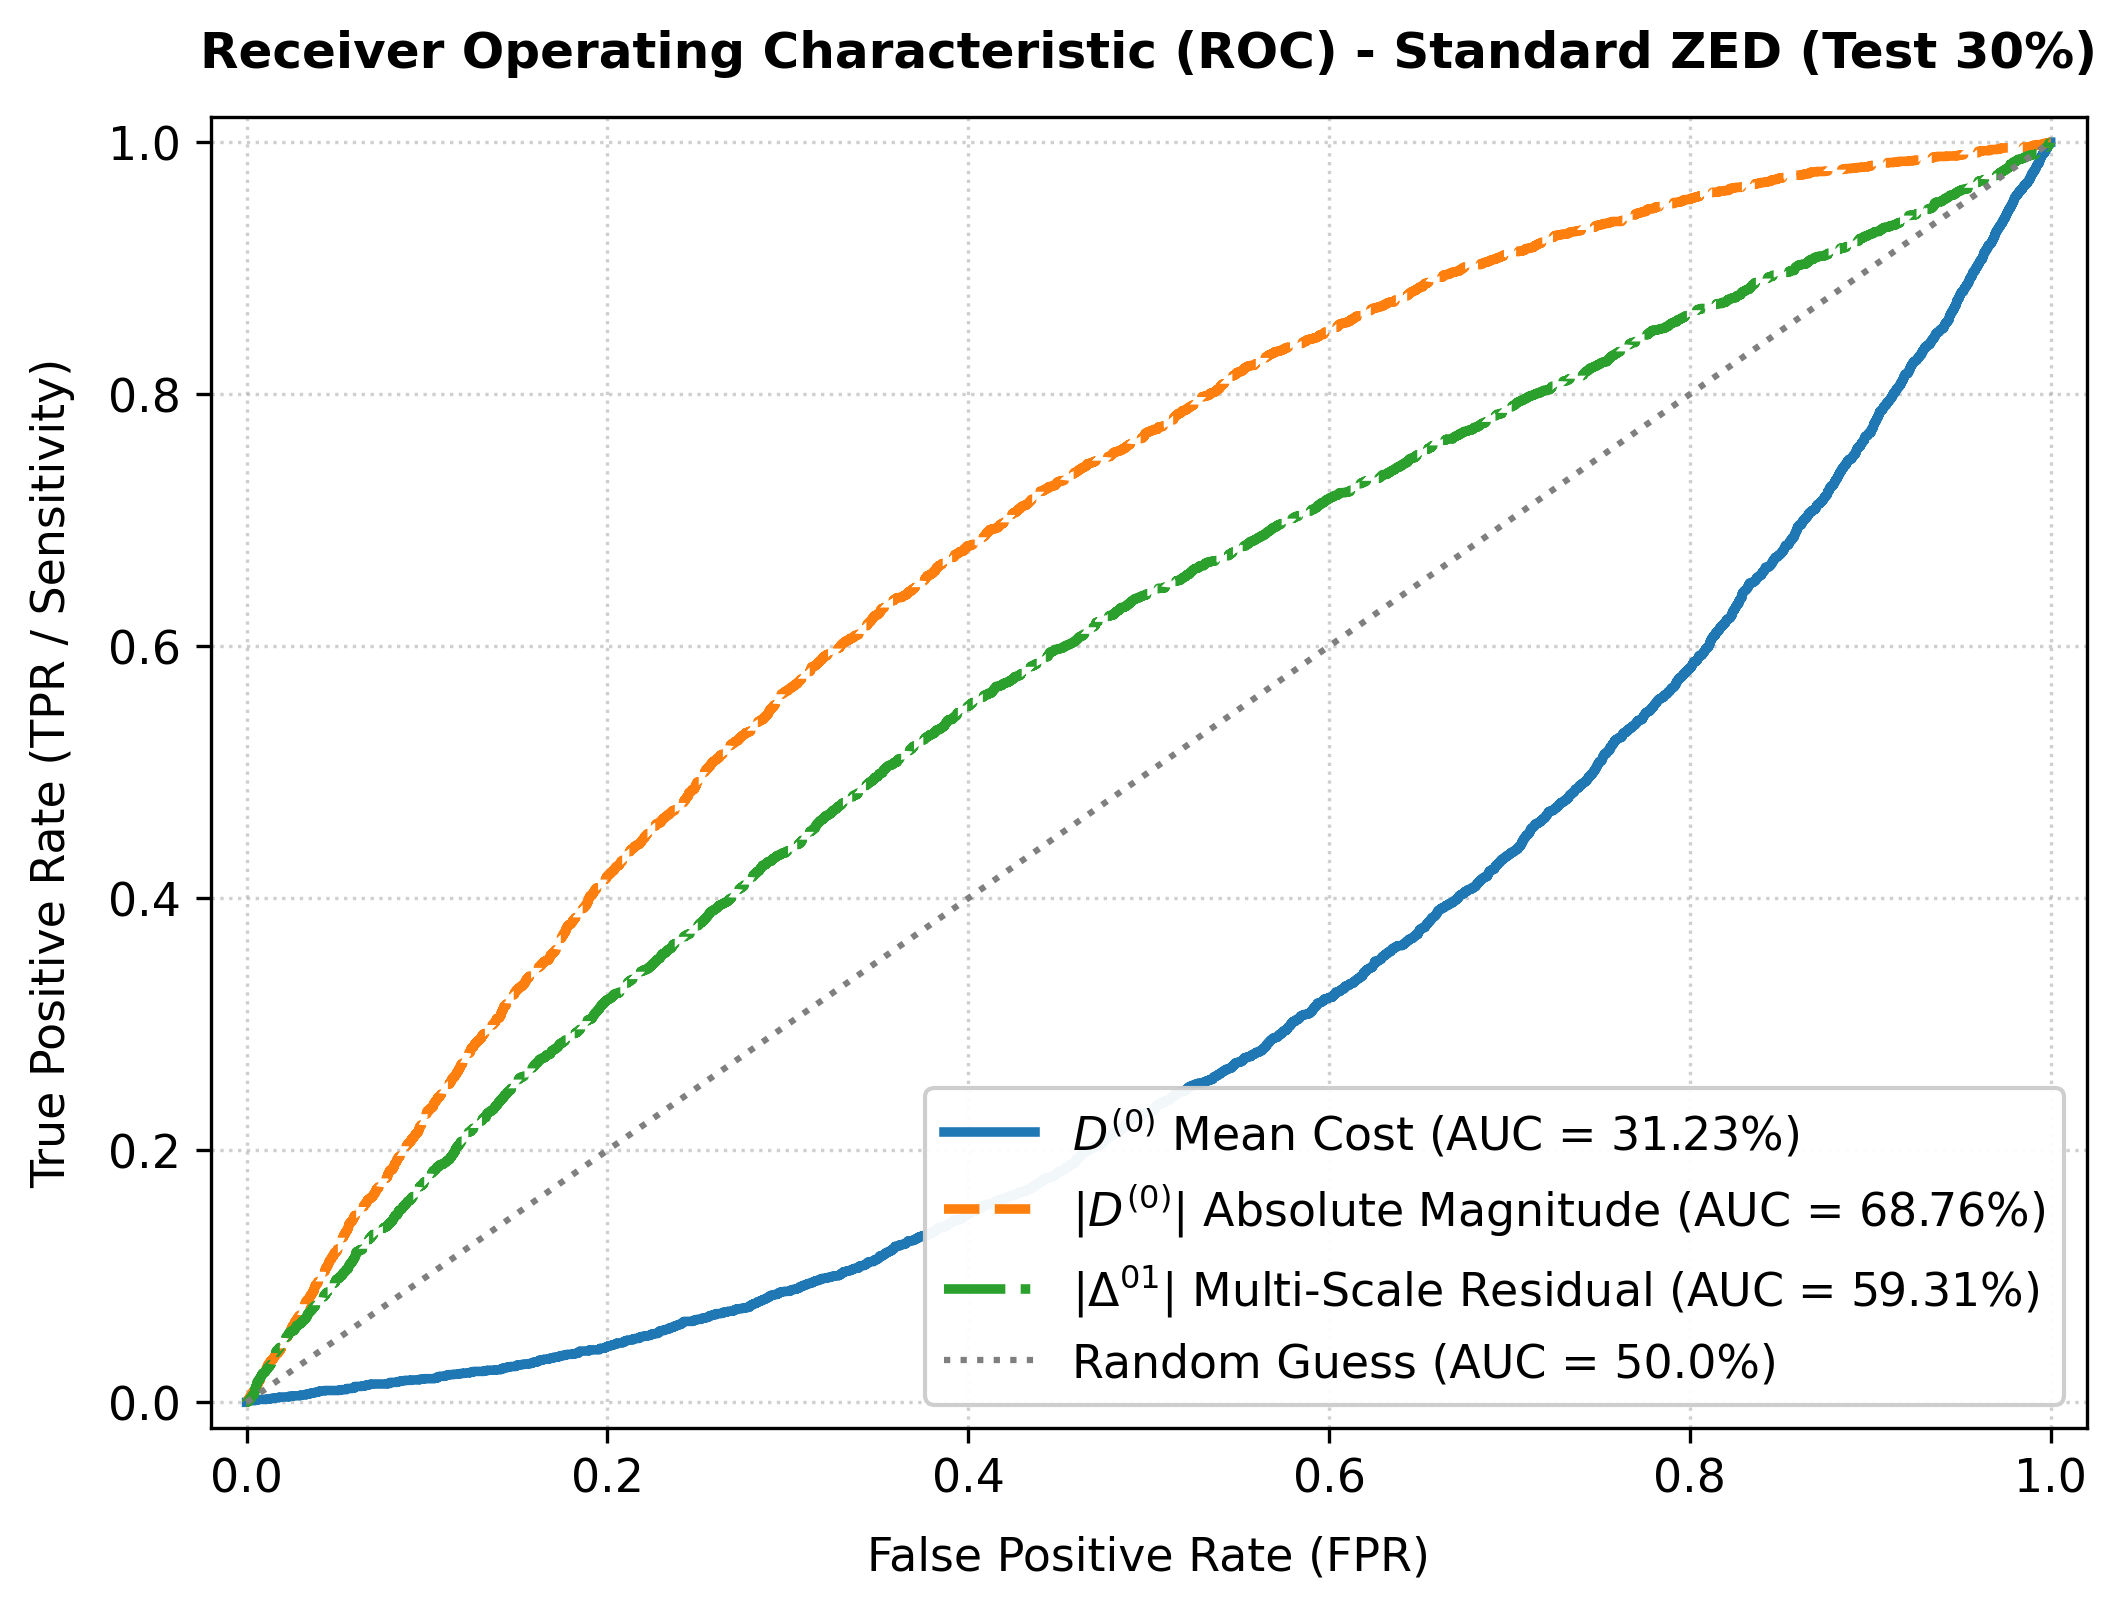 Receiver Operating Characteristic (ROC) - Standard ZED (Test 30%)
True Positive Rate (TPR / Sensitivity)
1.0
0.8
0.6
0.4
0.2
0.0
D⁽⁰⁾ Mean Cost (AUC = 31.23%)
|D⁽⁰⁾| Absolute Magnitude (AUC = 68.76%)
|Δ⁰¹| Multi-Scale Residual (AUC = 59.31%)
Random Guess (AUC = 50.0%)
0.0 0.2 0.4 0.6 0.8 1.0
False Positive Rate (FPR)